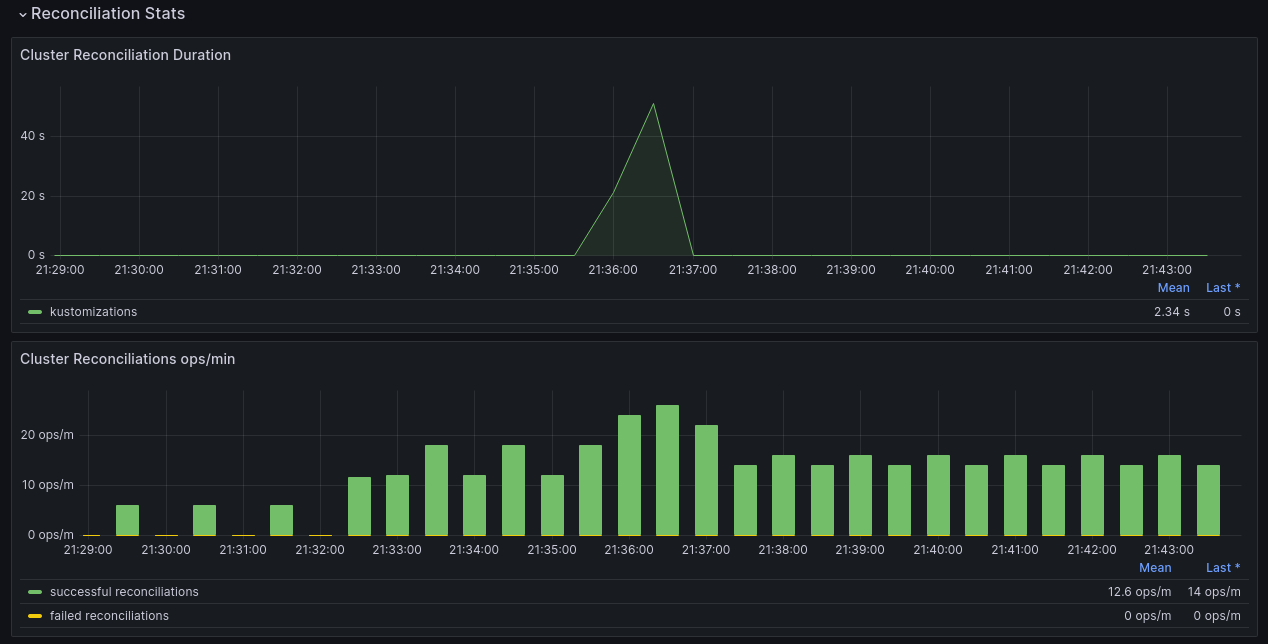 Reconciliation Stats
Cluster Reconciliation Duration
40 s
20 s
0 s
21:29:00 21:30:00 21:31:00 21:32:00 21:33:00 21:34:00 21:35:00 21:36:00 21:37:00 21:38:00 21:39:00 21:40:00 21:41:00 21:42:00 21:43:00
Mean Last *
kustomizations 2.34 s 0 s
Cluster Reconciliations ops/min
20 ops/m
10 ops/m
0 ops/m
21:29:00 21:30:00 21:31:00 21:32:00 21:33:00 21:34:00 21:35:00 21:36:00 21:37:00 21:38:00 21:39:00 21:40:00 21:41:00 21:42:00 21:43:00
Mean Last *
successful reconciliations 12.6 ops/m 14 ops/m
failed reconciliations 0 ops/m 0 ops/m